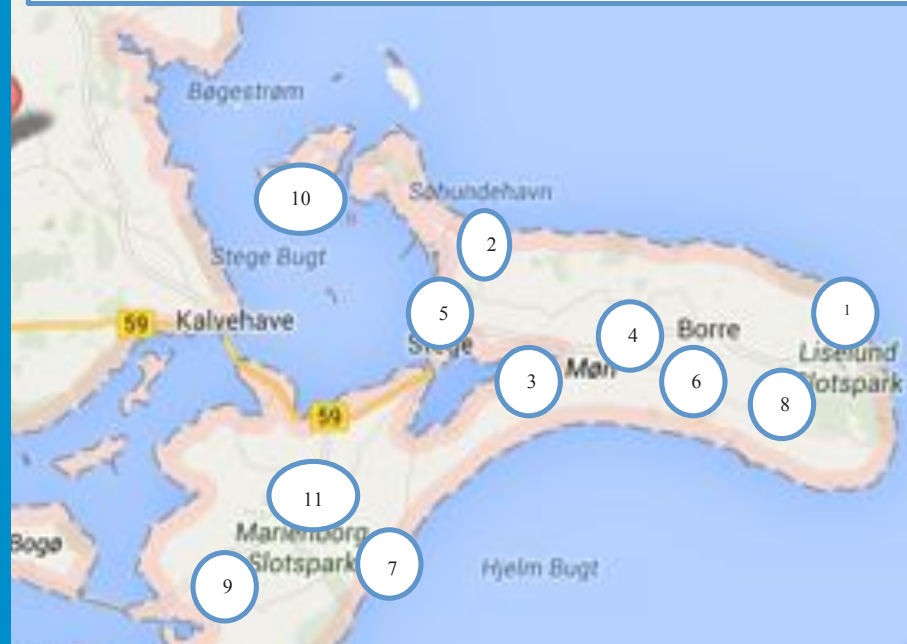 Bøgestrøm
10
Søhundehavn
2
Stege Bugt
5
1
59
Kalvehave
4
Borre
Stege
Liselund
Slotspark
3
Møn
6
8
59
11
Marienborg
Slotspark
Bogø
7
Hjelm Bugt
9